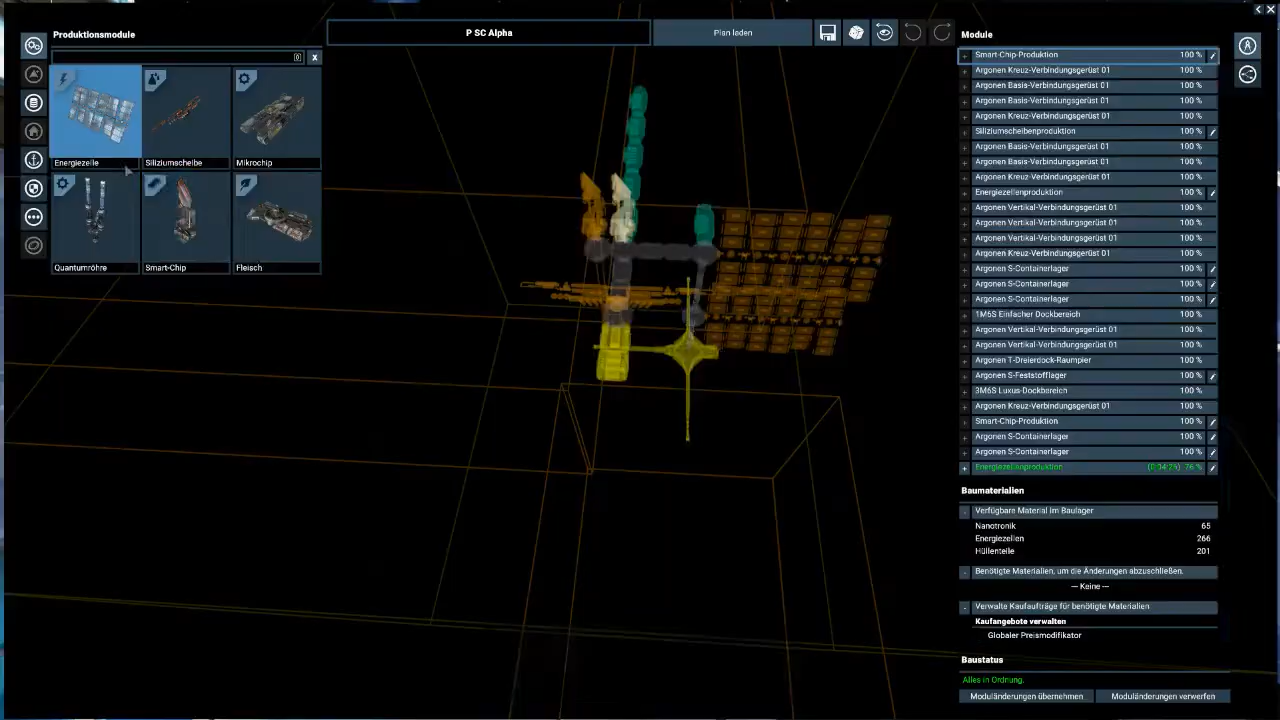 Produktionsmodule
Energiezelle
Siliziumscheibe
Mikrochip
Quantumröhre
Smart-Chip
Fleisch
P SC Alpha
Plan leden
Module
Smart-Chip-Produktion 100 %
Argonen Kreuz-Verbindungsgerüst 01 100 %
Argonen Basis-Verbindungsgerüst 01 100 %
Argonen Basis-Verbindungsgerüst 01 100 %
Argonen Kreuz-Verbindungsgerüst 01 100 %
Siliziumscheibenproduktion 100 %
Argonen Basis-Verbindungsgerüst 01 100 %
Argonen Basis-Verbindungsgerüst 01 100 %
Argonen Kreuz-Verbindungsgerüst 01 100 %
Energiezellenproduktion 100 %
Argonen Vertikal-Verbindungsgerüst 01 100 %
Argonen Vertikal-Verbindungsgerüst 01 100 %
Argonen Vertikal-Verbindungsgerüst 01 100 %
Argonen Kreuz-Verbindungsgerüst 01 100 %
Argonen S-Containerlager 100 %
Argonen S-Containerlager 100 %
Argonen S-Containerlager 100 %
1M6S Einfacher Dockbereich 100 %
Argonen Vertikal-Verbindungsgerüst 01 100 %
Argonen Vertikal-Verbindungsgerüst 01 100 %
Argonen T-Dreierdock-Raumpier 100 %
Argonen S-Feststofflager 100 %
3M6S Luxus-Dockbereich 100 %
Argonen Kreuz-Verbindungsgerüst 01 100 %
Smart-Chip-Produktion 100 %
Argonen S-Containerlager 100 %
Argonen S-Containerlager 100 %
Energiezellenproduktion (0:04:25) 76 %
Baumaterialien
Verfügbare Material im Baulager
Nanotronik 65
Energiezellen 266
Hüllenteile 201
Benötigte Materialien, um die Änderungen abzuschließen.
--- Keine ---
Verwalte Kaufaufträge für benötigte Materialien
Kaufangebote verwalten
Globaler Preismodifikator
Baustatus
Alles in Ordnung.
Moduländerungen übernehmen
Moduländerungen verwerfen